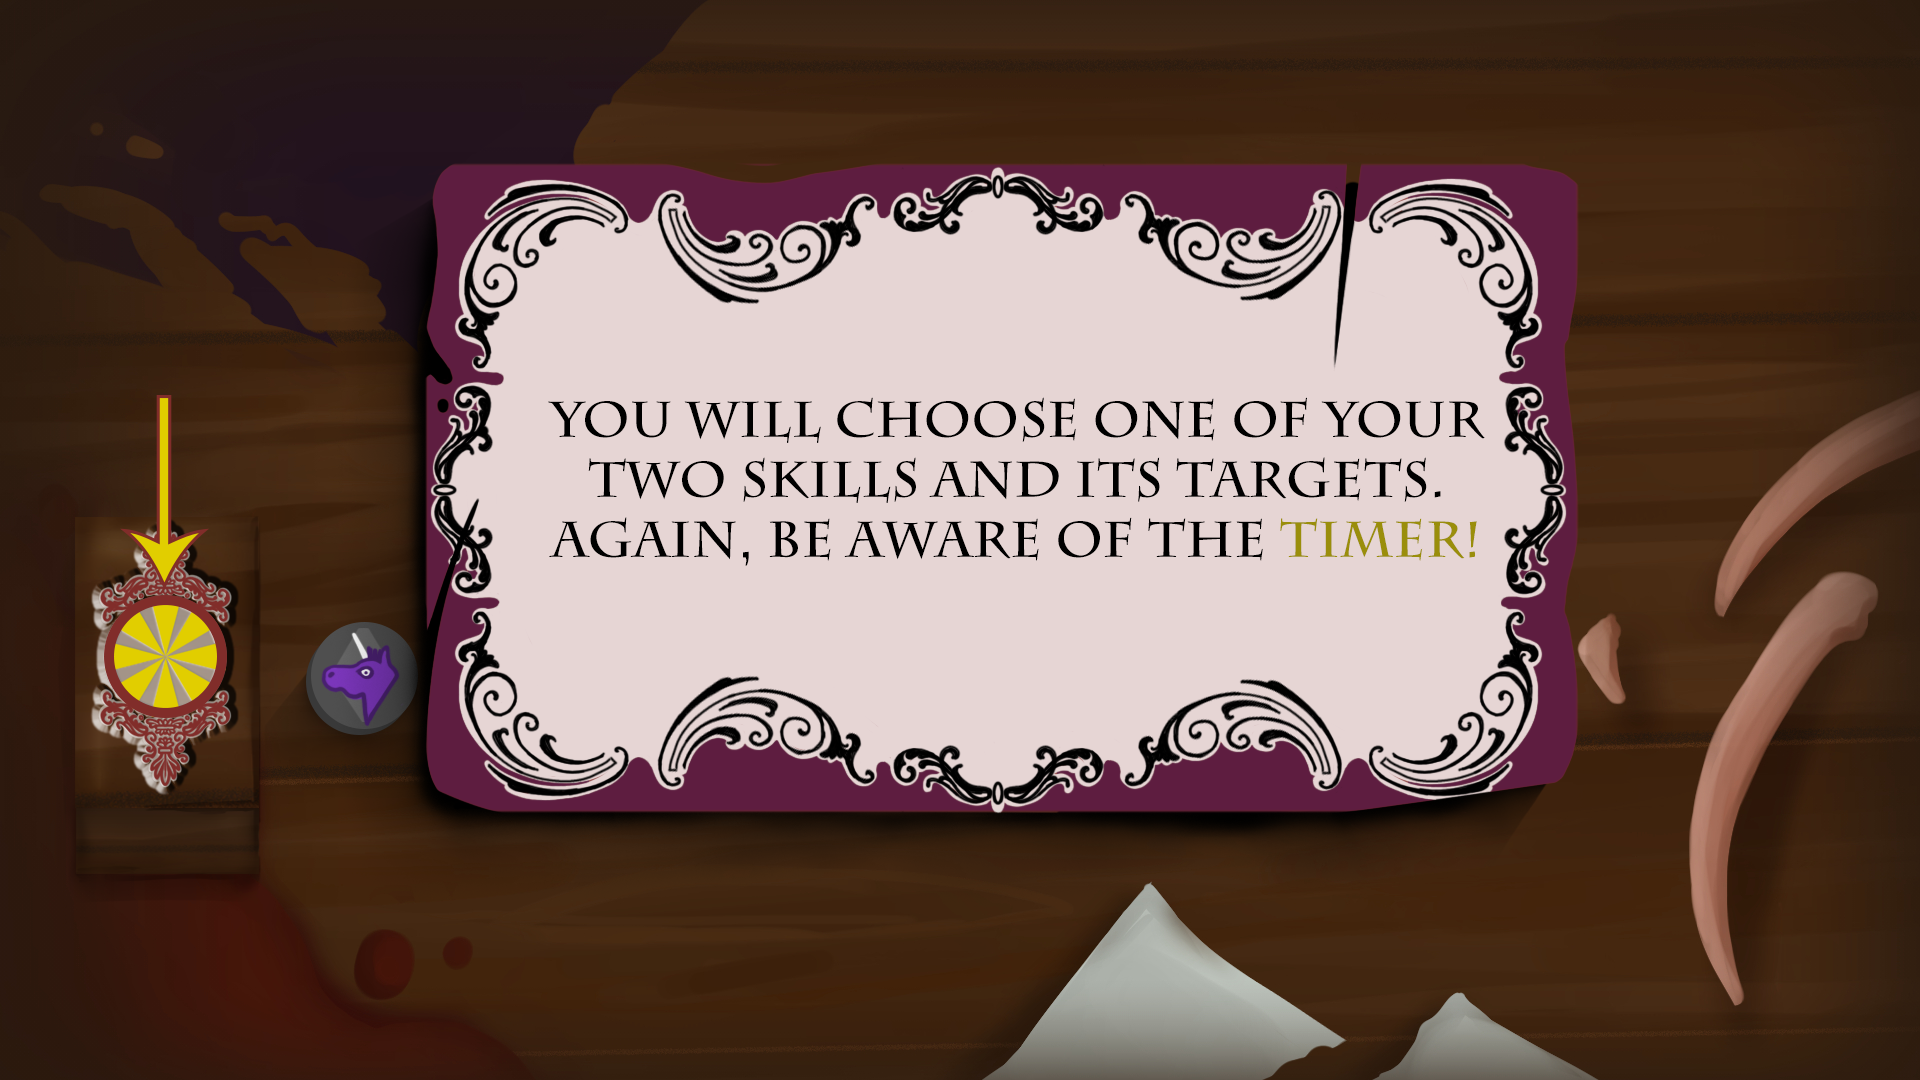 YOU WILL CHOOSE ONE OF YOUR
TWO SKILLS AND ITS TARGETS.
AGAIN, BE AWARE OF THE TIMER!